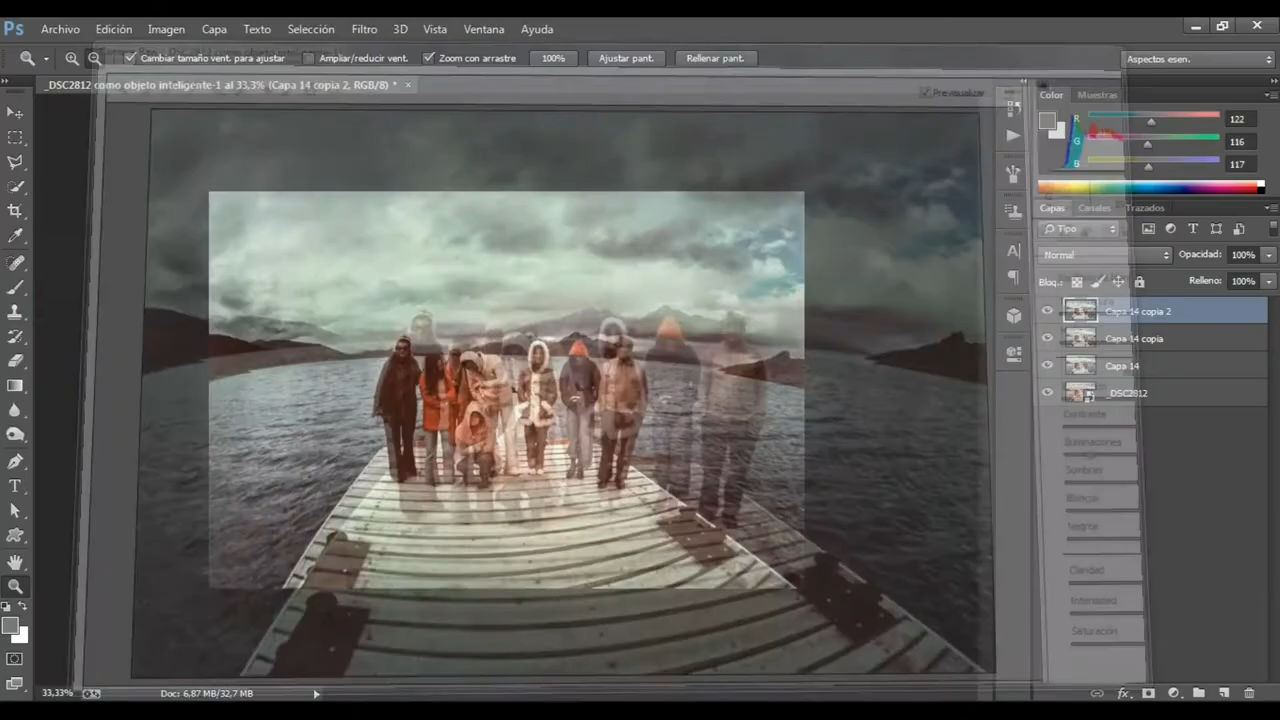 Ps Archivo Edición Imagen Capa Texto Selección Filtro 3D Vista Ventana Ayuda
Cambiar tamaño vent. para ajustar Ampliar/reducir vent. Zoom con arrastre 100% Ajustar pant. Rellenar pant. Aspectos esen.
_DSC2812 como objeto inteligente-1 al 33,3% (Capa 14 copia 2, RGB/8) * ×
Previsualizar
Color Muestras
R 122
G 116
B 117
Capas Canales Trazados
Tipo
Normal Opacidad: 100%
Bloq.: Relleno: 100%
Capa 14 copia 2
Capa 14 copia
Capa 14
_DSC2812
Contraste
Iluminaciones
Sombras
Blancos
Negros
Claridad
Intensidad
Saturación
33,33% Doc: 6,87 MB/32,7 MB